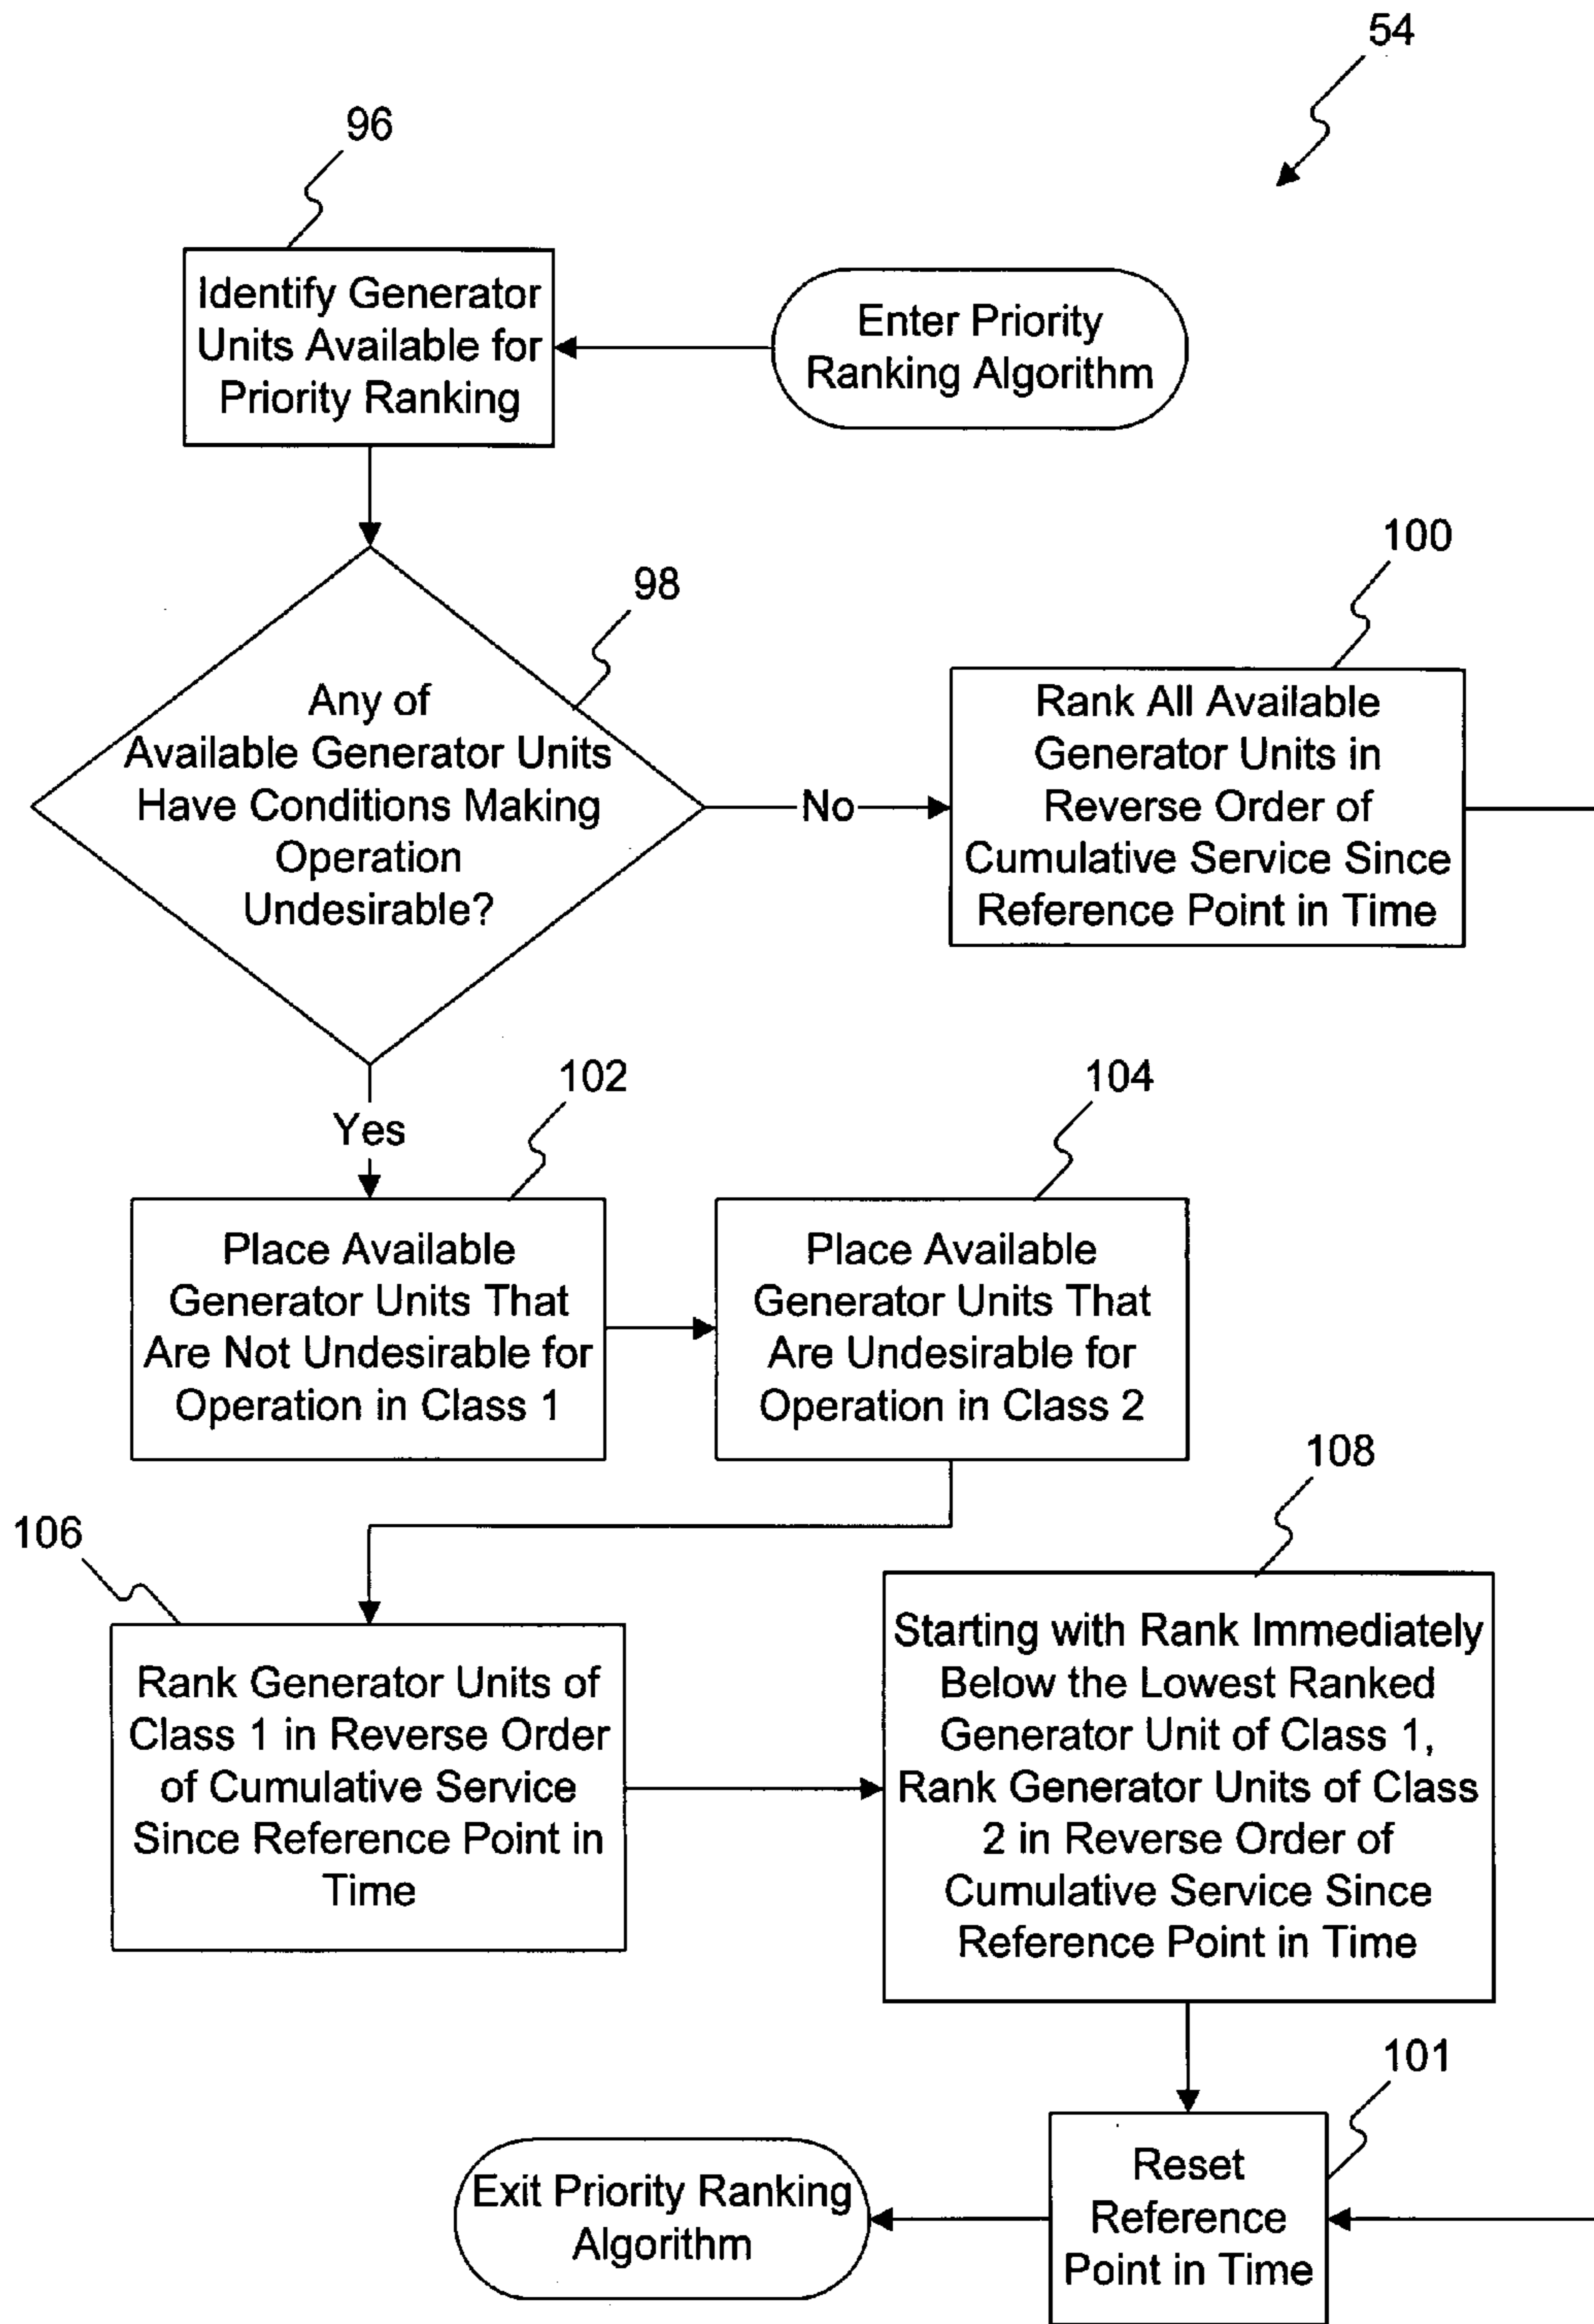 54
96
Identify Generator
Units Available for
Priority Ranking
Enter Priority
Ranking Algorithm
98
Any of
Available Generator Units
Have Conditions Making
Operation
Undesirable?
No
100
Rank All Available
Generator Units in
Reverse Order of
Cumulative Service Since
Reference Point in Time
Yes
102
Place Available
Generator Units That
Are Not Undesirable for
Operation in Class 1
104
Place Available
Generator Units That
Are Undesirable for
Operation in Class 2
106
Rank Generator Units of
Class 1 in Reverse Order
of Cumulative Service
Since Reference Point in
Time
108
Starting with Rank Immediately
Below the Lowest Ranked
Generator Unit of Class 1,
Rank Generator Units of Class
2 in Reverse Order of
Cumulative Service Since
Reference Point in Time
101
Reset
Reference
Point in Time
Exit Priority Ranking
Algorithm